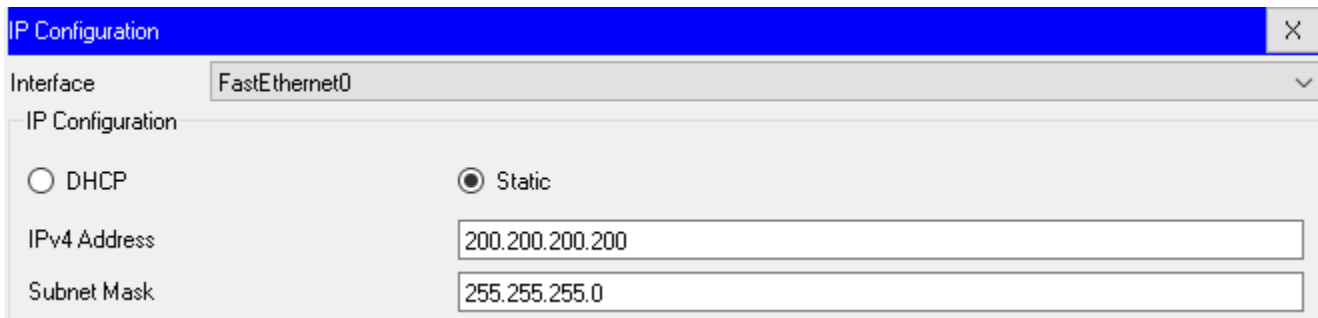 IP Configuration X
Interface FastEthernet0
IP Configuration
DHCP Static
IPv4 Address 200.200.200.200
Subnet Mask 255.255.255.0